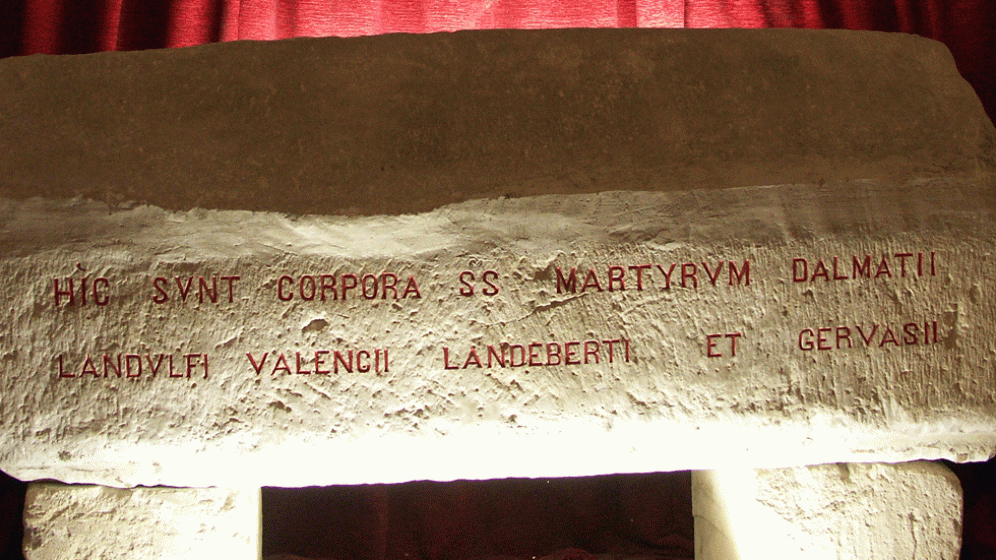 HIC SVNT CORPORA SS MARTYRVM DALMATII
LANDVLFI VALENCII LANDEBERTI ET GERVASII